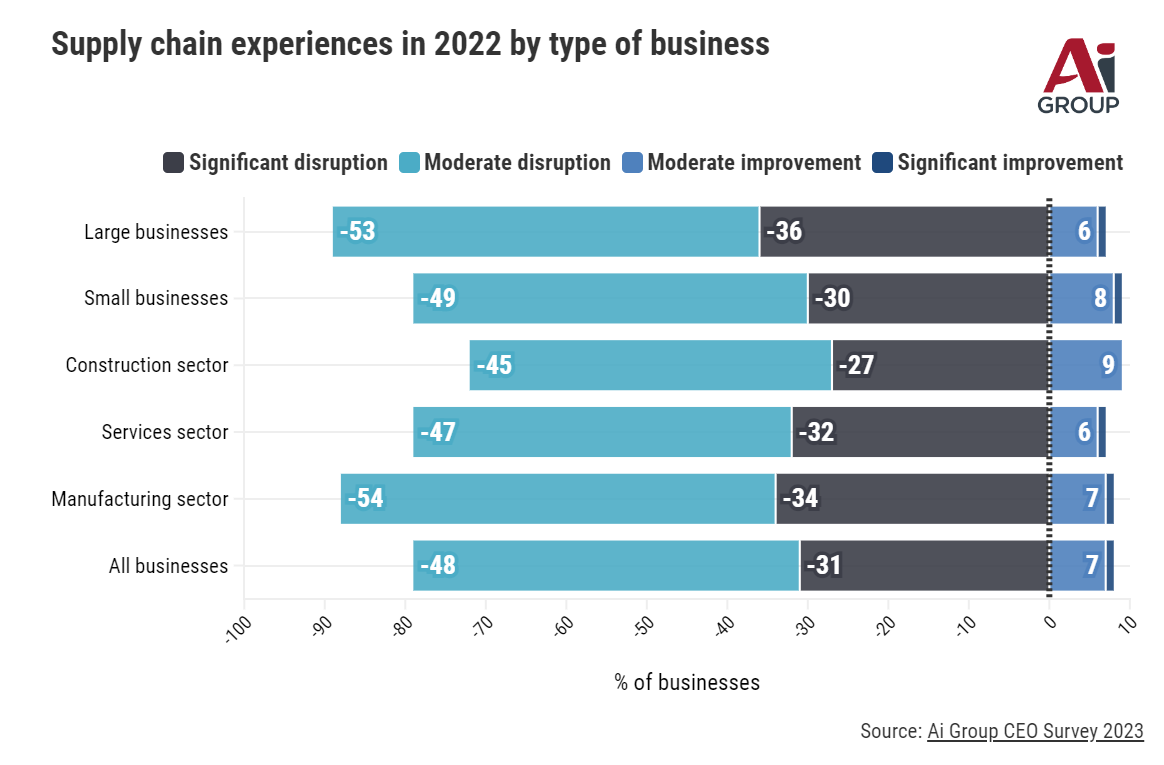 Supply chain experiences in 2022 by type of business
Ai
GROUP
Significant disruption Moderate disruption Moderate improvement Significant improvement
Large businesses -53 -36 6
Small businesses -49 -30 8
Construction sector -45 -27 9
Services sector -47 -32 6
Manufacturing sector -54 -34 7
All businesses -48 -31 7
-100 -90 -80 -70 -60 -50 -40 -30 -20 -10 0 10
% of businesses
Source: Ai Group CEO Survey 2023